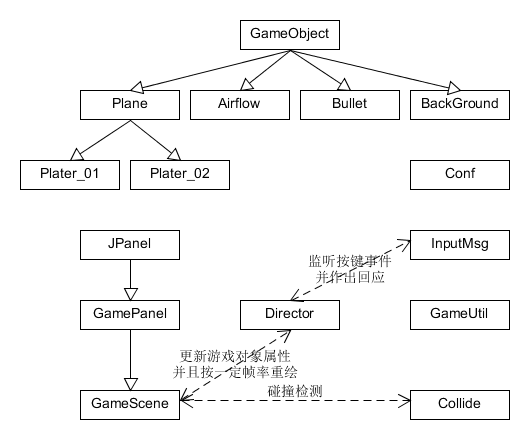 GameObject
Plane
Airflow
Bullet
BackGround
Plater_01
Plater_02
Conf
JPanel
InputMsg
监听按键事件
并作出回应
GamePanel
Director
GameUtil
更新游戏对象属性
并且按一定帧率重绘
碰撞检测
GameScene
Collide